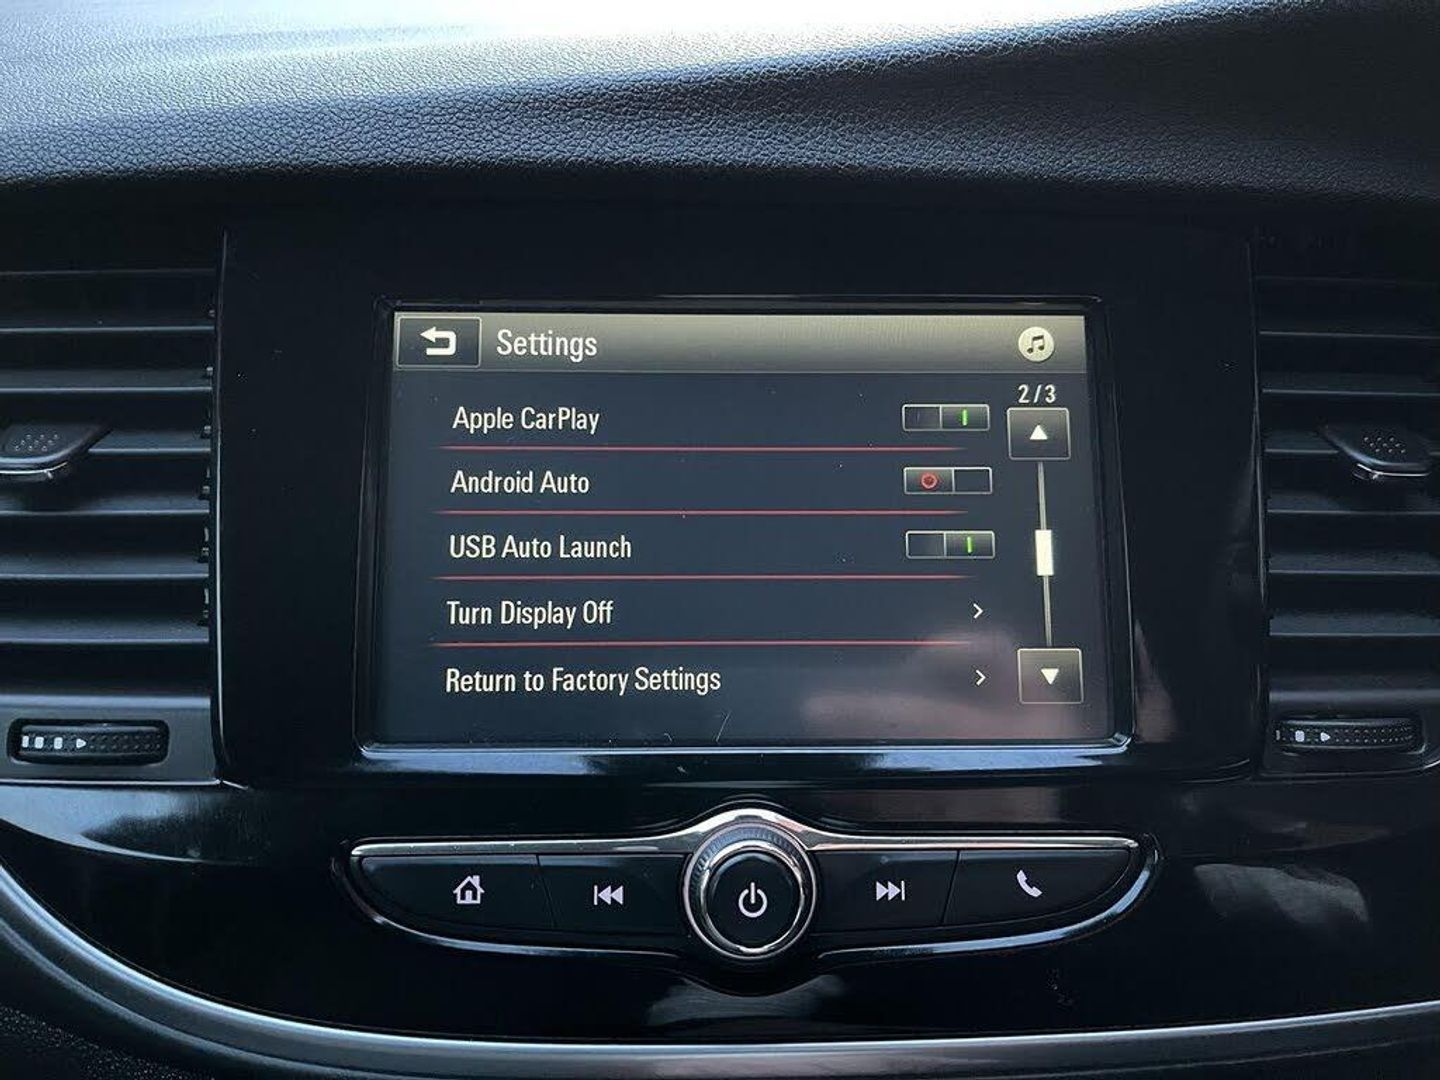 Settings
2/3
Apple CarPlay
Android Auto
USB Auto Launch
Turn Display Off
Return to Factory Settings